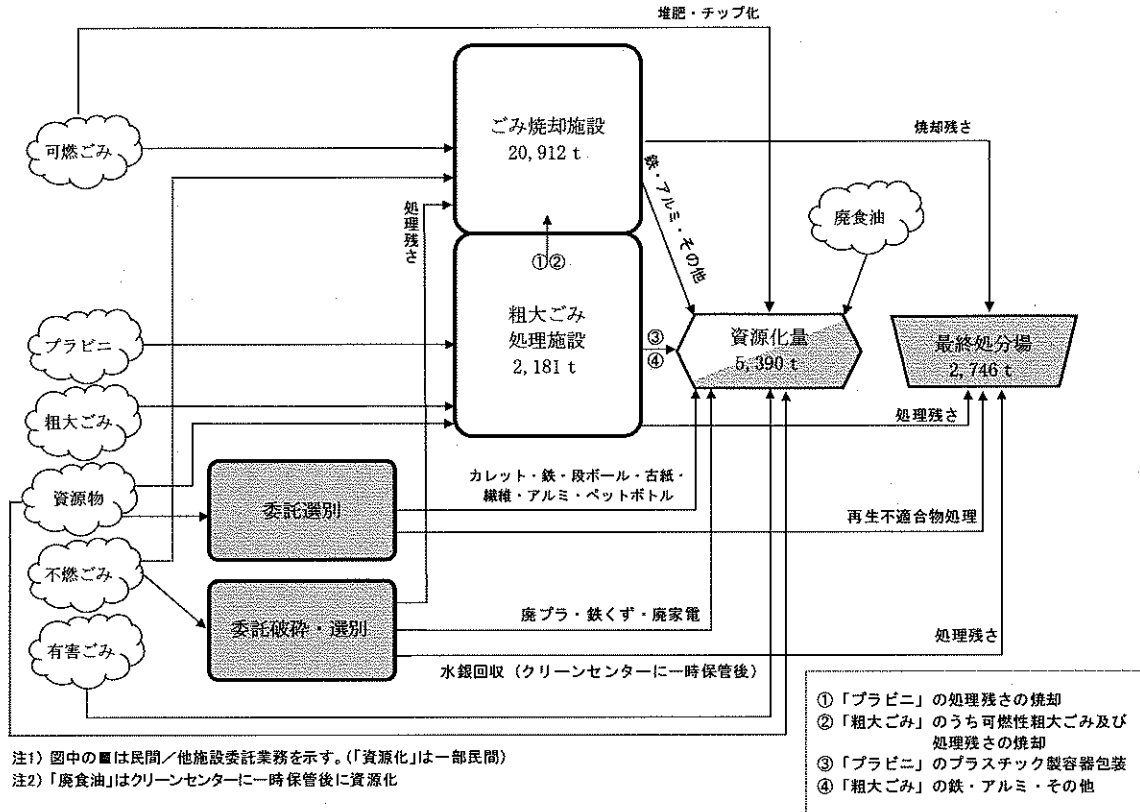 堆肥・チップ化
可燃ごみ
ごみ焼却施設
20,912 t
焼却残さ
鉄・アルミ・その他
処理残さ
廃食油
①②
プラビニ
粗大ごみ
処理施設
2,181 t
③
④
資源化量
5,390 t
最終処分場
2,746 t
粗大ごみ
処理残さ
資源物
委託選別
カレット・鉄・段ボール・古紙・
繊維・アルミ・ペットボトル
再生不適合物処理
不燃ごみ
委託破砕・選別
廃プラ・鉄くず・廃家電
処理残さ
有害ごみ
水銀回収（クリーンセンターに一時保管後）
①「プラビニ」の処理残さの焼却
②「粗大ごみ」のうち可燃性粗大ごみ及び
処理残さの焼却
③「プラビニ」のプラスチック製容器包装
④「粗大ごみ」の鉄・アルミ・その他
注1）図中の■は民間／他施設委託業務を示す。（「資源化」は一部民間）
注2）「廃食油」はクリーンセンターに一時保管後に資源化